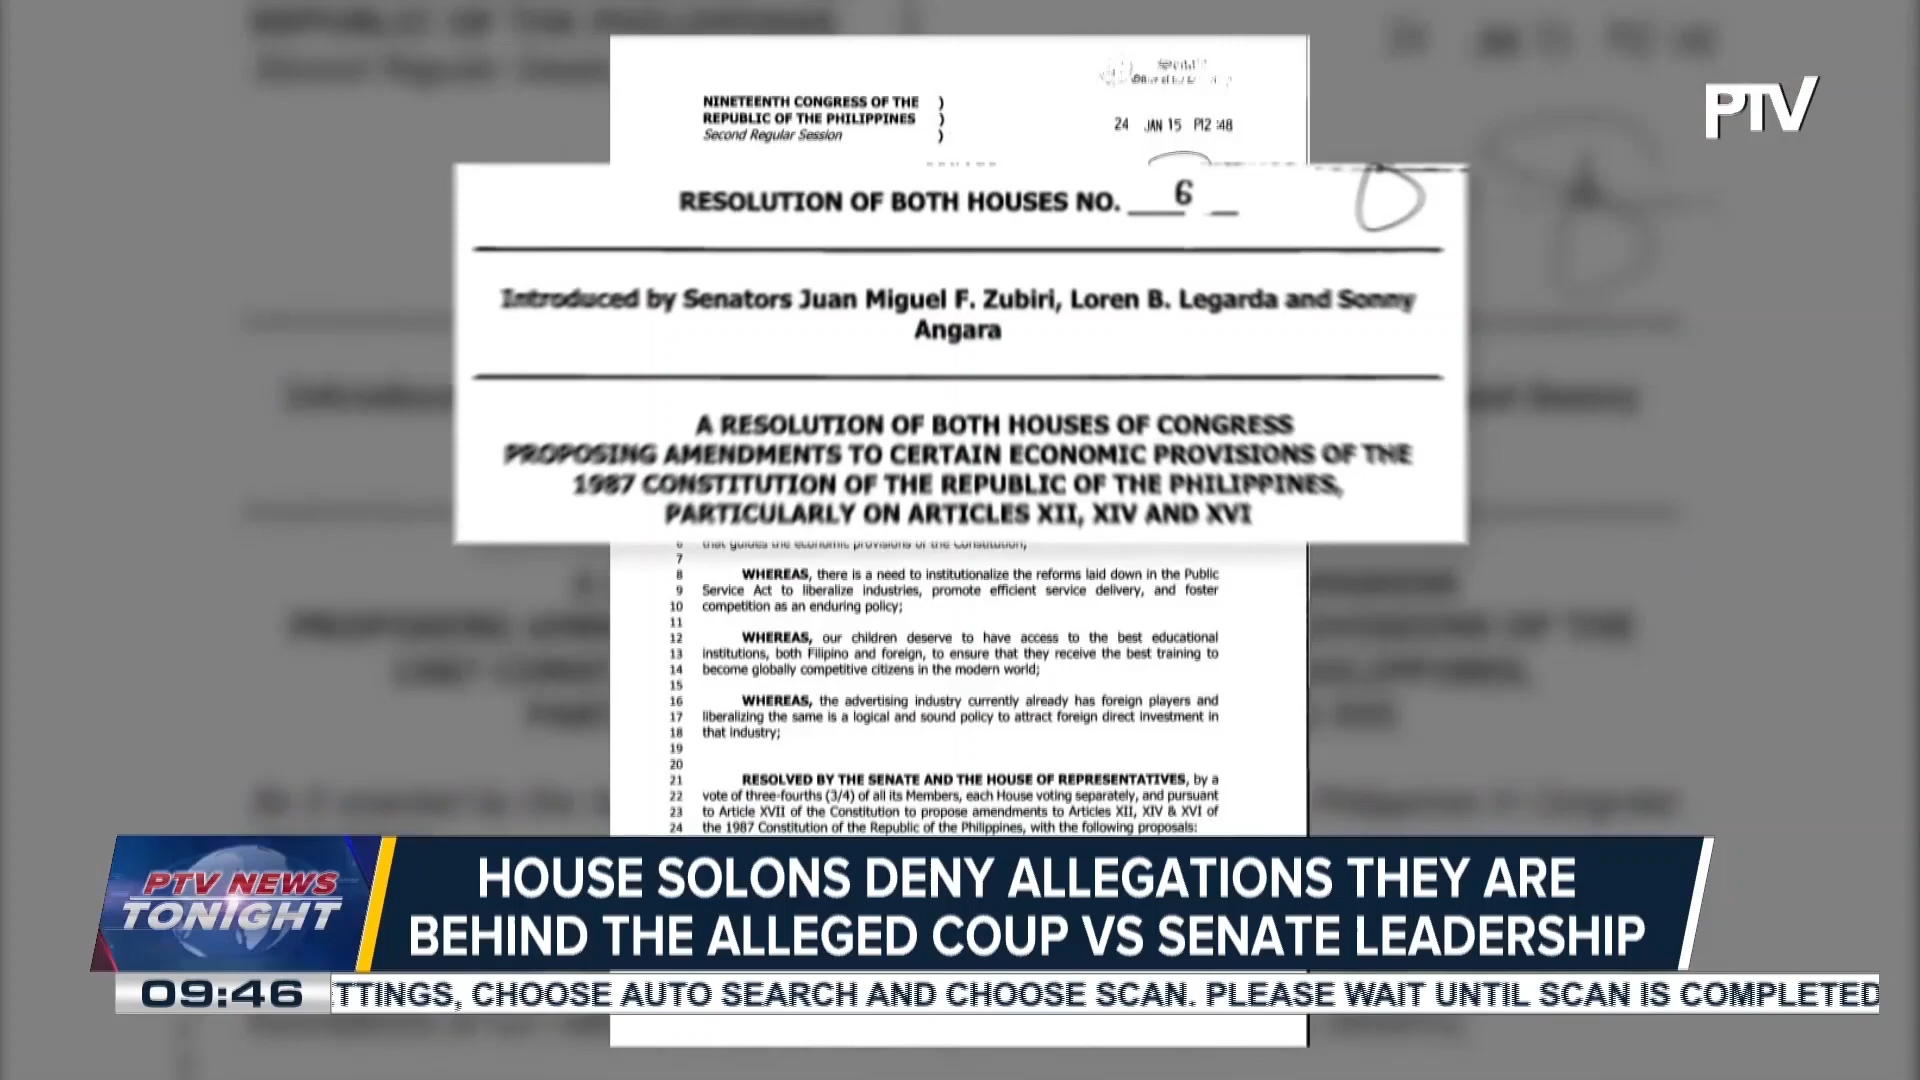 PTV
NINETEENTH CONGRESS OF THE )
REPUBLIC OF THE PHILIPPINES )
Second Regular Session )
24 JAN 15 P12:48
RESOLUTION OF BOTH HOUSES NO. 6
Introduced by Senators Juan Miguel F. Zubiri, Loren B. Legarda and Sonny
Angara
A RESOLUTION OF BOTH HOUSES OF CONGRESS
PROPOSING AMENDMENTS TO CERTAIN ECONOMIC PROVISIONS OF THE
1987 CONSTITUTION OF THE REPUBLIC OF THE PHILIPPINES,
PARTICULARLY ON ARTICLES XII, XIV AND XVI
6 that guides the economic provisions of the Constitution;
7
8 WHEREAS, there is a need to institutionalize the reforms laid down in the Public
9 Service Act to liberalize industries, promote efficient service delivery, and foster
10 competition as an enduring policy;
11
12 WHEREAS, our children deserve to have access to the best educational
13 institutions, both Filipino and foreign, to ensure that they receive the best training to
14 become globally competitive citizens in the modern world;
15
16 WHEREAS, the advertising industry currently already has foreign players and
17 liberalizing the same is a logical and sound policy to attract foreign direct investment in
18 that industry;
19
20
21 RESOLVED BY THE SENATE AND THE HOUSE OF REPRESENTATIVES, by a
22 vote of three-fourths (3/4) of all its Members, each House voting separately, and pursuant
23 to Article XVII of the Constitution to propose amendments to Articles XII, XIV & XVI of
24 the 1987 Constitution of the Republic of the Philippines, with the following proposals:
PTV NEWS
TONIGHT
HOUSE SOLONS DENY ALLEGATIONS THEY ARE
BEHIND THE ALLEGED COUP VS SENATE LEADERSHIP
09:46
TTINGS, CHOOSE AUTO SEARCH AND CHOOSE SCAN. PLEASE WAIT UNTIL SCAN IS COMPLETED